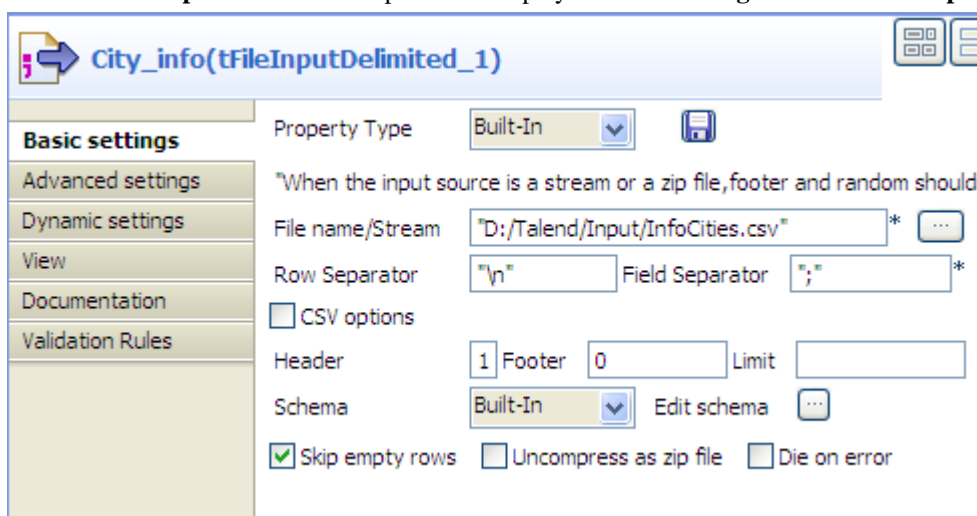 City_info(tFileInputDelimited_1)
Basic settings
Advanced settings
Dynamic settings
View
Documentation
Validation Rules
Property Type Built-In
"When the input source is a stream or a zip file,footer and random should
File name/Stream "D:/Talend/Input/InfoCities.csv" * ...
Row Separator "\n" Field Separator ";" *
CSV options
Header 1 Footer 0 Limit
Schema Built-In Edit schema ...
Skip empty rows Uncompress as zip file Die on error